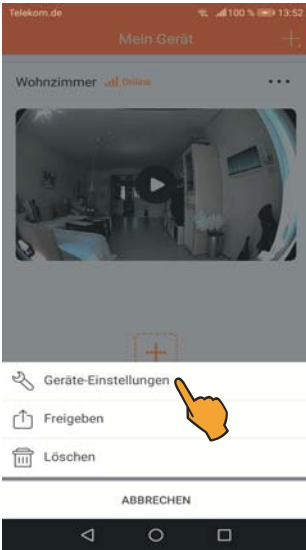 Telekom.de 100 % 13:52
Mein Gerät
Wohnzimmer Online
Geräte-Einstellungen
Freigeben
Löschen
ABBRECHEN